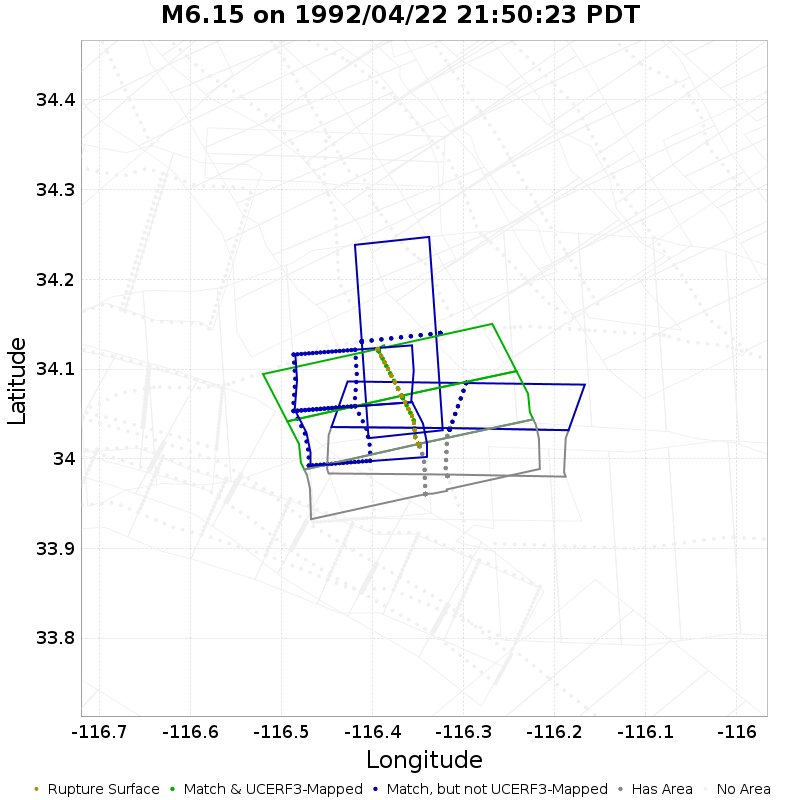 M6.15 on 1992/04/22 21:50:23 PDT
34.4
34.3
34.2
34.1
34
33.9
33.8
Latitude
-116.7 -116.6 -116.5 -116.4 -116.3 -116.2 -116.1 -116
Longitude
Rupture Surface Match & UCERF3-Mapped Match, but not UCERF3-Mapped Has Area No Area